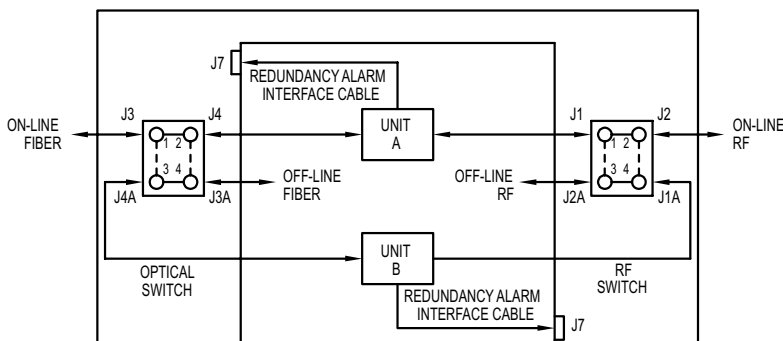 J7
REDUNDANCY ALARM
INTERFACE CABLE
J3
J4
J1
J2
ON-LINE
FIBER
1 2
3 4
UNIT
A
1 2
3 4
ON-LINE
RF
J4A
J3A
OFF-LINE
FIBER
OFF-LINE
RF
J2A
J1A
UNIT
B
OPTICAL
SWITCH
RF
SWITCH
REDUNDANCY ALARM
INTERFACE CABLE
J7